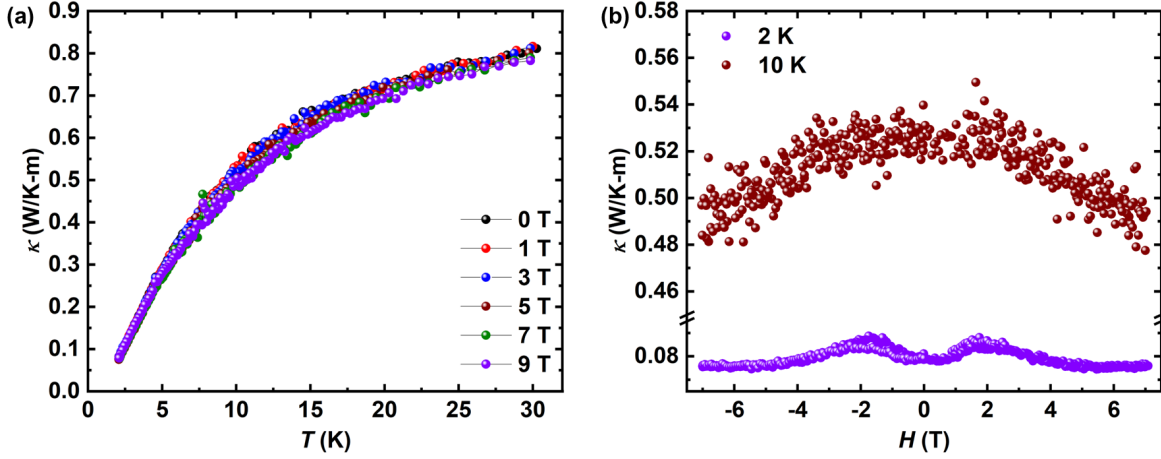 (a)
κ (W/K-m)
0.9
0.8
0.7
0.6
0.5
0.4
0.3
0.2
0.1
0.0
0 5 10 15 20 25 30
T (K)
0 T
1 T
3 T
5 T
7 T
9 T
(b)
κ (W/K-m)
0.58
0.56
0.54
0.52
0.50
0.48
0.46
0.08
-6 -4 -2 0 2 4 6
H (T)
2 K
10 K